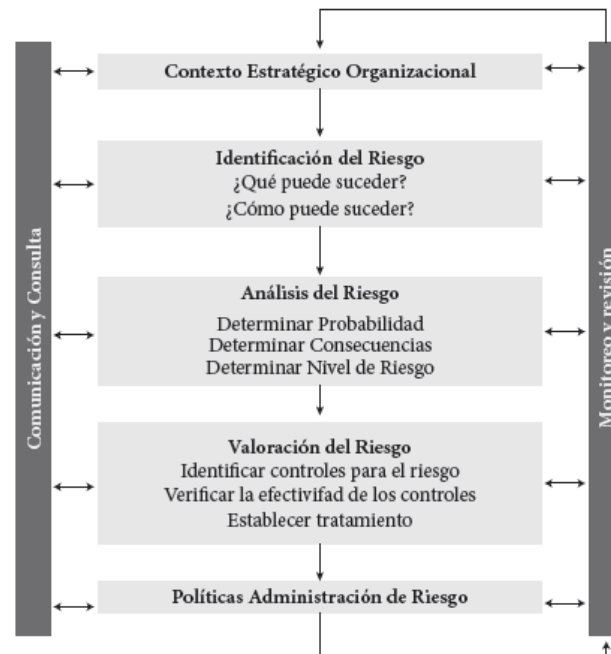 Contexto Estratégico Organizacional
Identificación del Riesgo
¿Qué puede suceder?
¿Cómo puede suceder?
Análisis del Riesgo
Determinar Probabilidad
Determinar Consecuencias
Determinar Nivel de Riesgo
Valoración del Riesgo
Identificar controles para el riesgo
Verificar la efectivifad de los controles
Establecer tratamiento
Políticas Administración de Riesgo
Comunicación y Consulta
Monitoreo y revisión